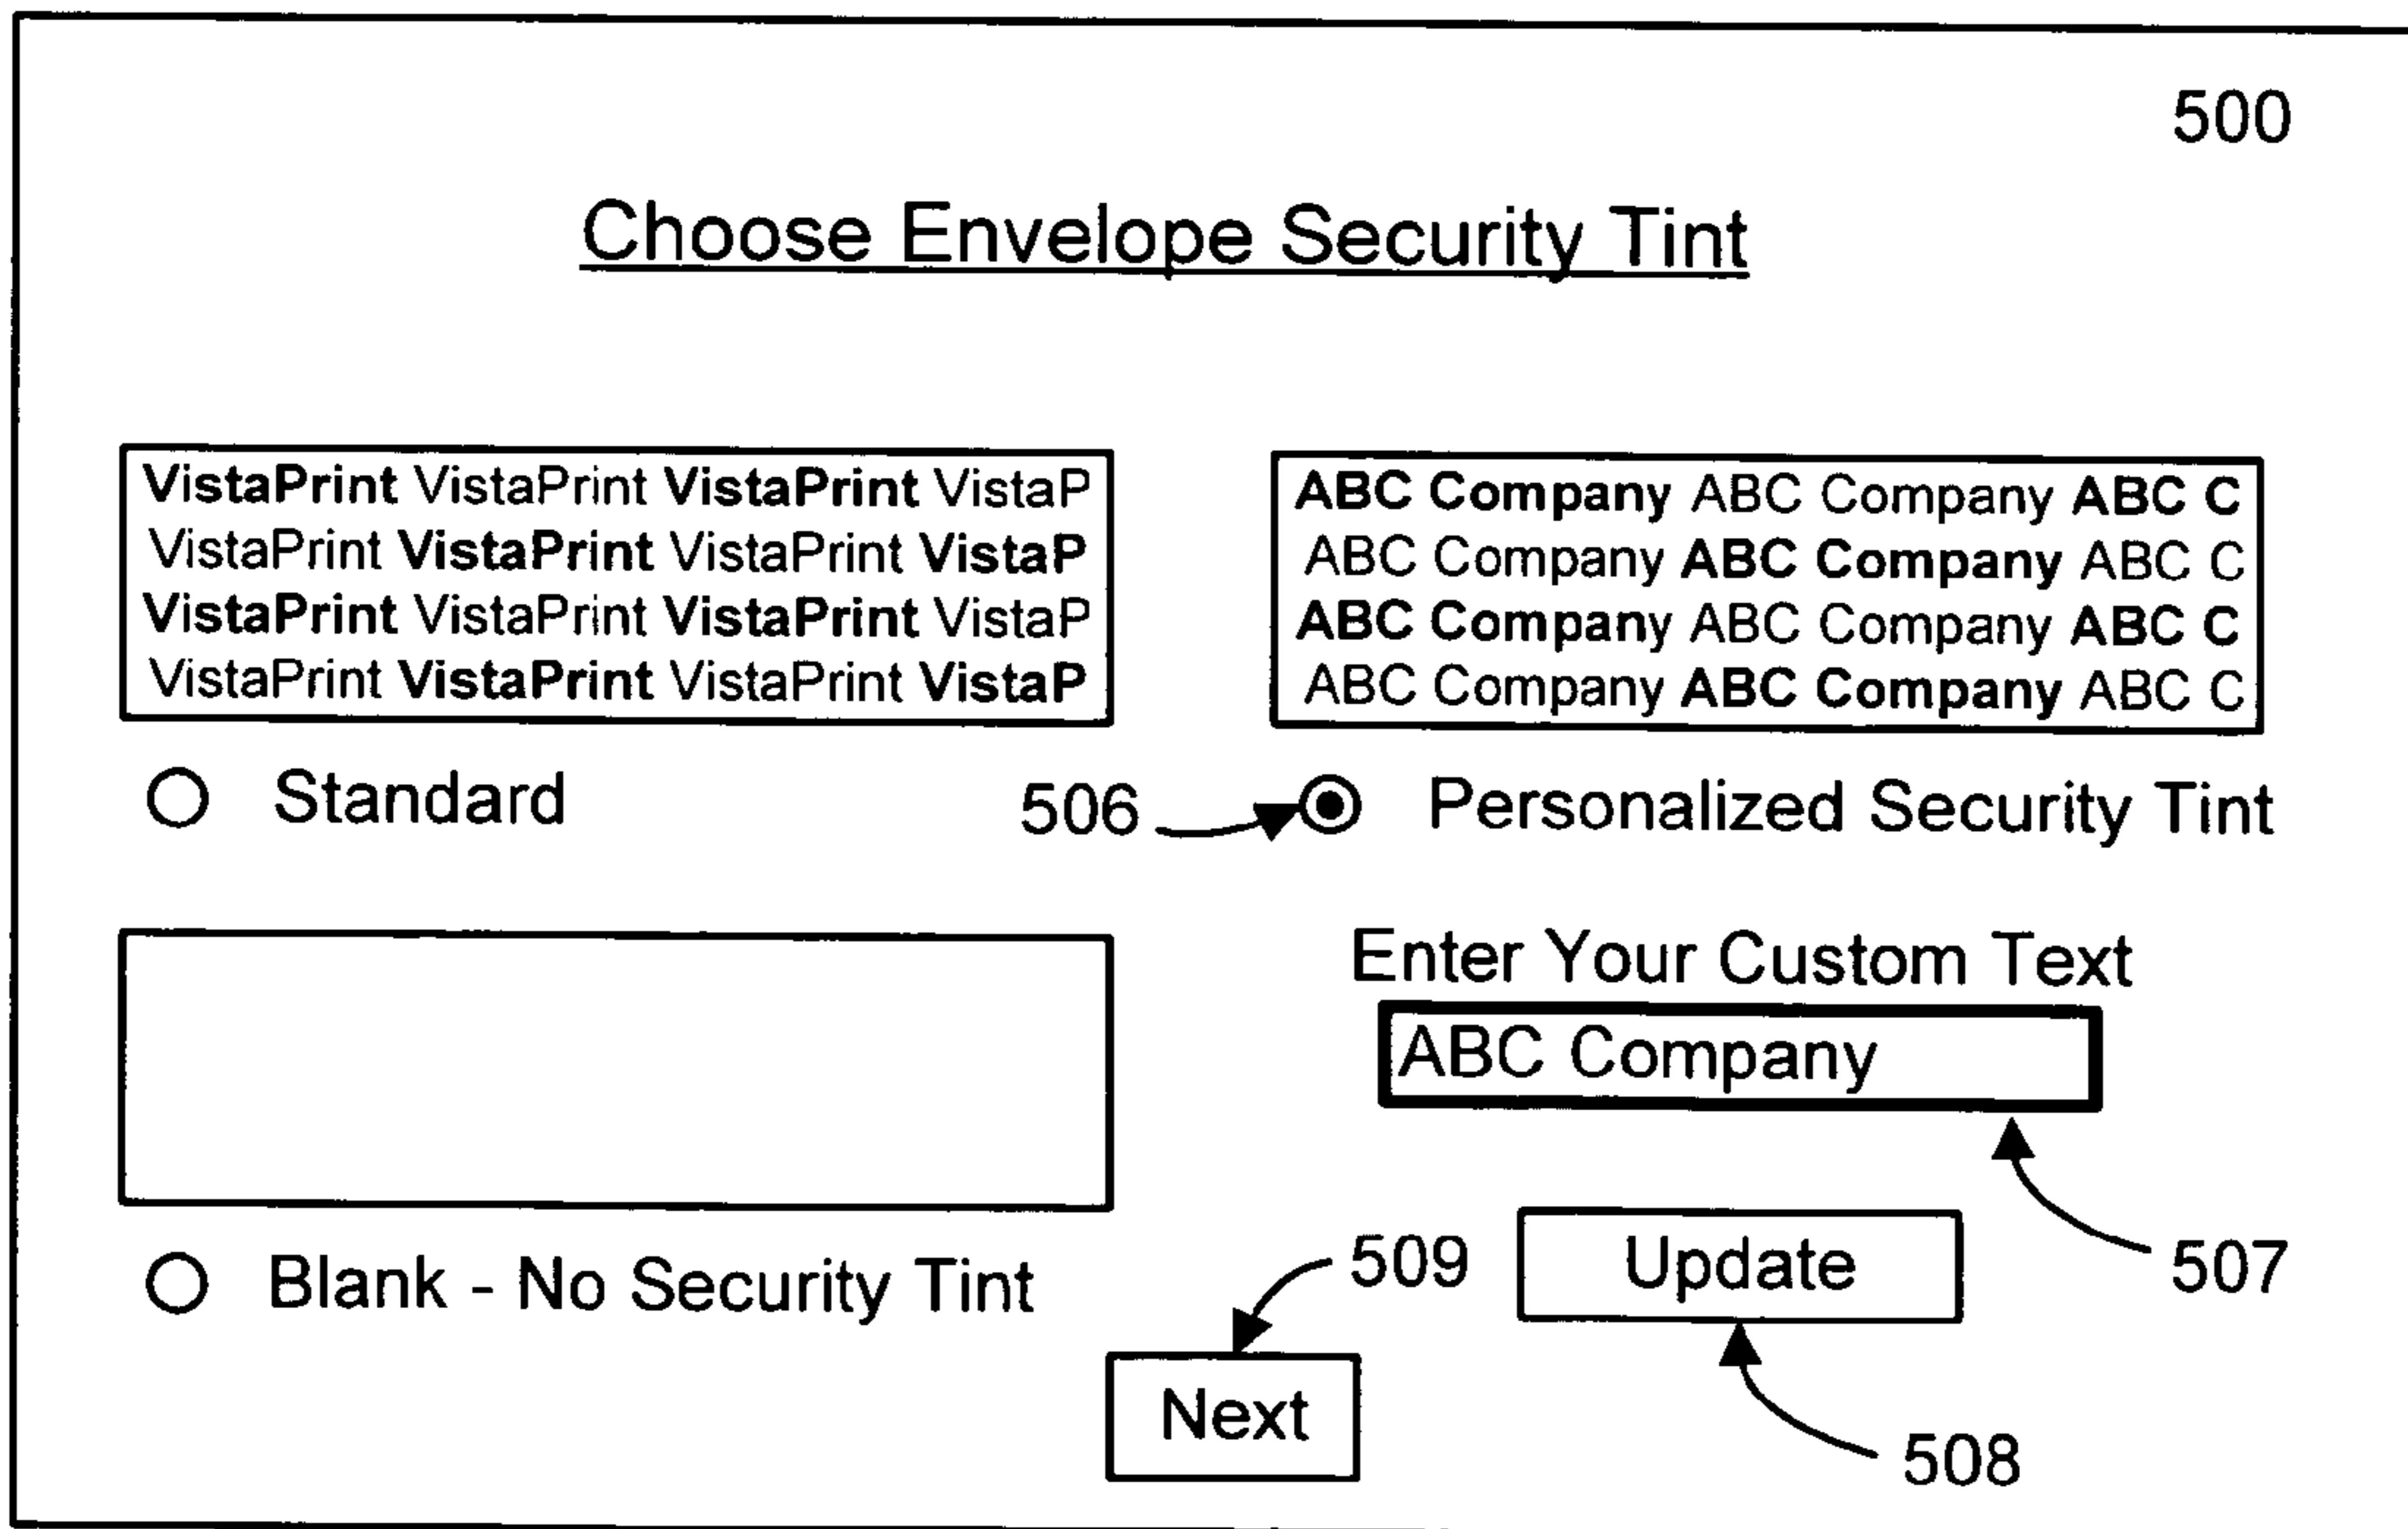 500
Choose Envelope Security Tint
VistaPrint VistaPrint VistaPrint VistaP
VistaPrint VistaPrint VistaPrint VistaP
VistaPrint VistaPrint VistaPrint VistaP
VistaPrint VistaPrint VistaPrint VistaP
Standard
ABC Company ABC Company ABC C
ABC Company ABC Company ABC C
ABC Company ABC Company ABC C
ABC Company ABC Company ABC C
506
Personalized Security Tint
Blank - No Security Tint
Enter Your Custom Text
ABC Company
507
Update
508
509
Next